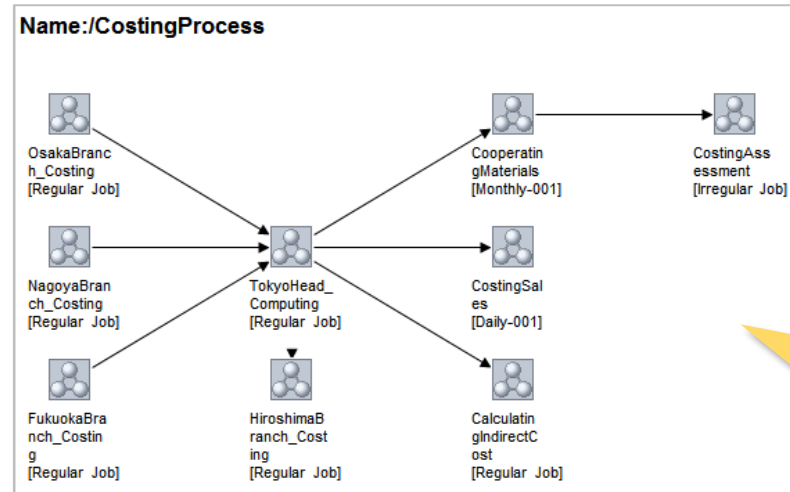 Name:/CostingProcess
OsakaBranc
h_Costing
[Regular Job]
Cooperatin
gMaterials
[Monthly-001]
CostingAss
essment
[Irregular Job]
NagoyaBran
ch_Costing
[Regular Job]
TokyoHead_
Computing
[Regular Job]
CostingSal
es
[Daily-001]
FukuokaBra
nch_Costin
g
[Regular Job]
HiroshimaB
ranch_Cost
ing
[Regular Job]
Calculatin
gIndirectC
ost
[Regular Job]